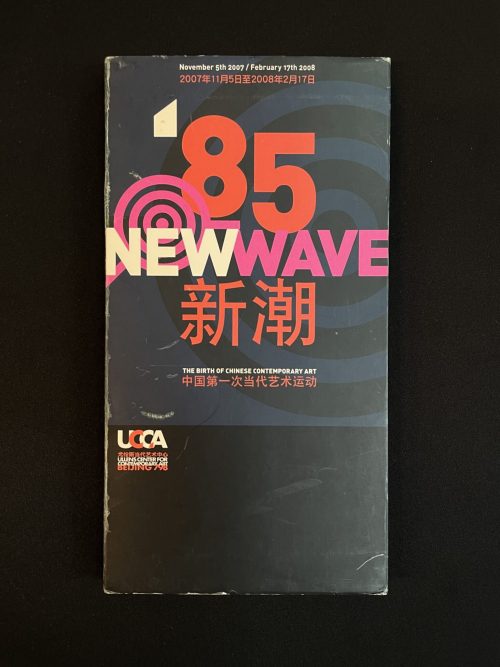 November 5th 2007 / February 17th 2008
2007年11月5日至2008年2月17日
'85
NEWWAVE
新潮
THE BIRTH OF CHINESE CONTEMPORARY ART
中国第一次当代艺术运动
UCCA
尤伦斯当代艺术中心
ULLENS CENTER FOR
CONTEMPORARY ART
BEIJING 798